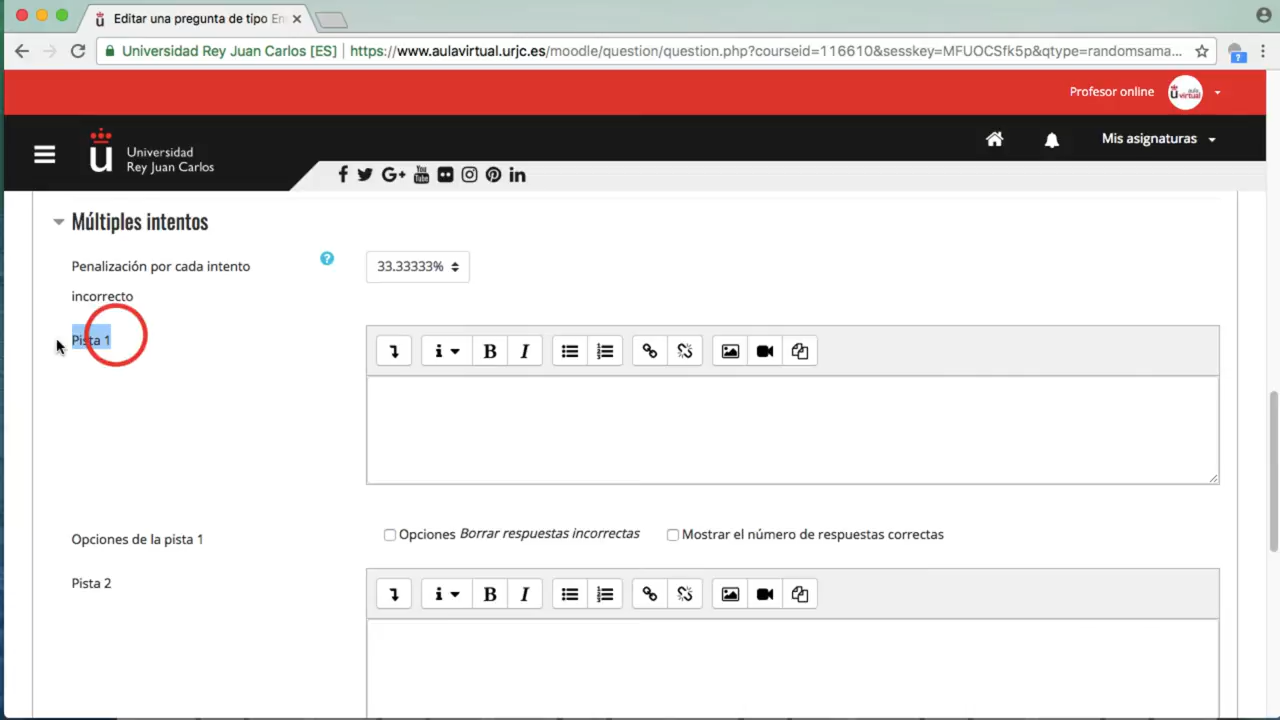 Editar una pregunta de tipo En
Universidad Rey Juan Carlos [ES] | https://www.aulavirtual.urjc.es/moodle/question/question.php?courseid=116610&sesskey=MFUOCSfk5p&qtype=randomsama...
Profesor online
ü aula virtual
ü Universidad
Rey Juan Carlos
Mis asignaturas
Múltiples intentos
Penalización por cada intento
incorrecto
33.33333%
Pista 1
Opciones de la pista 1
Opciones Borrar respuestas incorrectas
Mostrar el número de respuestas correctas
Pista 2